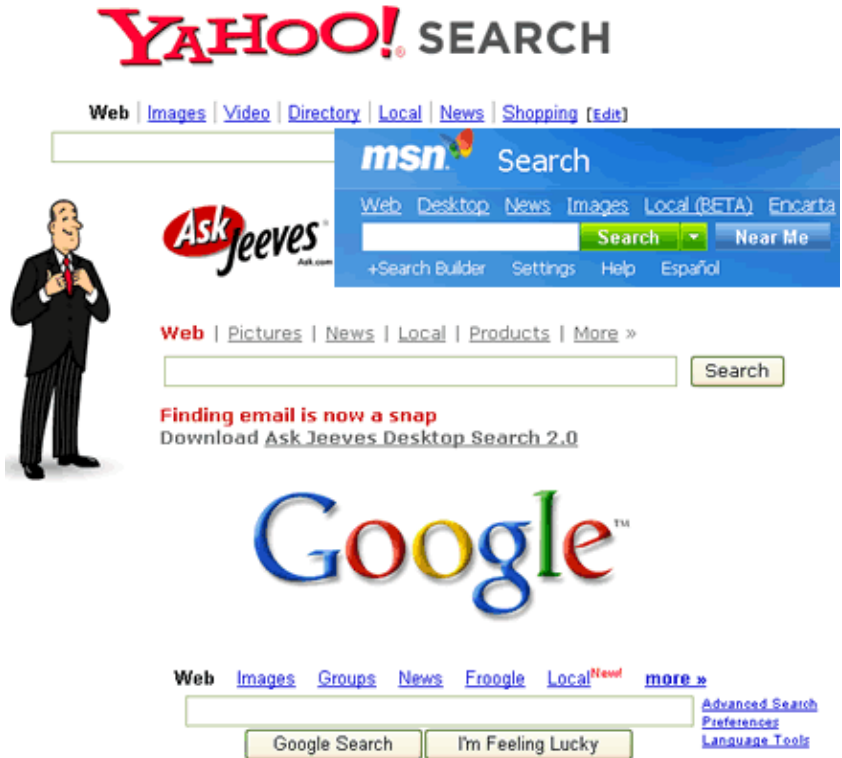 YAHOO!® SEARCH
Web | Images | Video | Directory | Local | News | Shopping [Edit]
msn Search
Web Desktop News Images Local (BETA) Encarta
Search Near Me
+Search Builder Settings Help Español
Ask Jeeves®
Ask.com
Web | Pictures | News | Local | Products | More »
Search
Finding email is now a snap
Download Ask Jeeves Desktop Search 2.0
Google™
Web Images Groups News Froogle Local New! more »
Advanced Search
Preferences
Language Tools
Google Search I'm Feeling Lucky